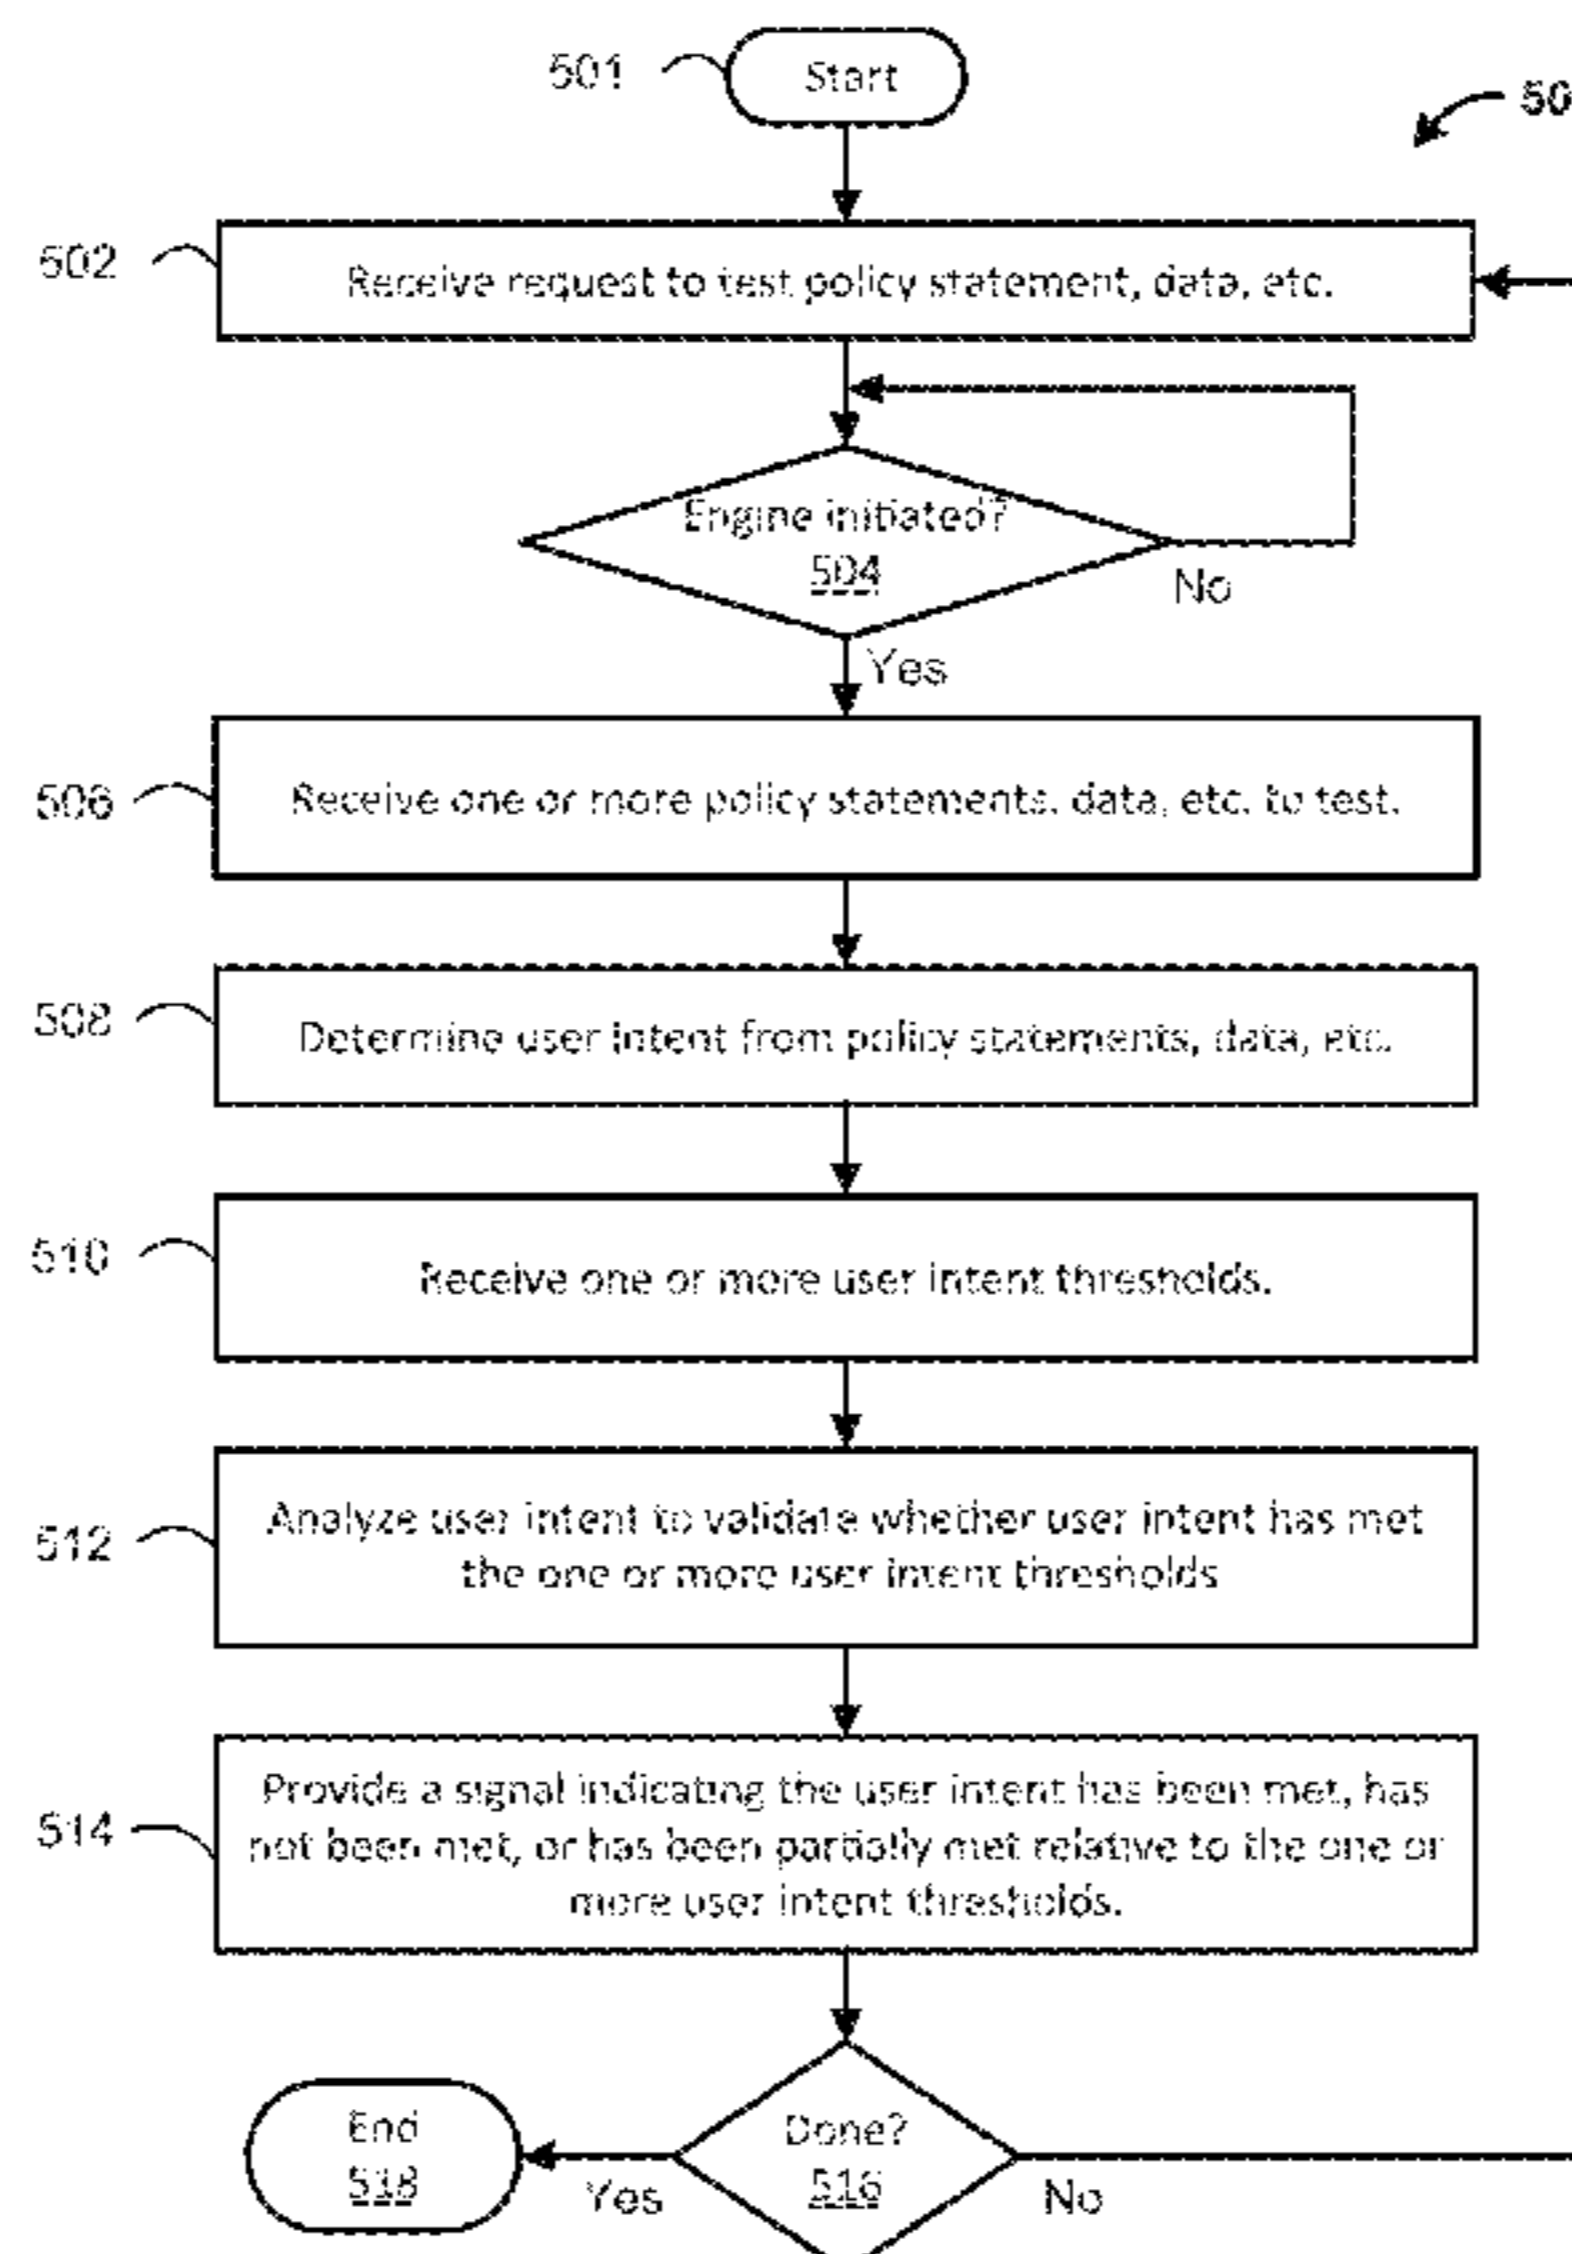 501
Start
50
502
Receive request to test policy statement, data, etc.
Engine initiated?
504
No
Yes
506
Receive one or more policy statements, data, etc. to test.
508
Determine user intent from policy statements, data, etc.
510
Receive one or more user intent thresholds.
512
Analyze user intent to validate whether user intent has met
the one or more user intent thresholds
514
Provide a signal indicating the user intent has been met, has
not been met, or has been partially met relative to the one or
more user intent thresholds.
End
518
Yes
Done?
516
No